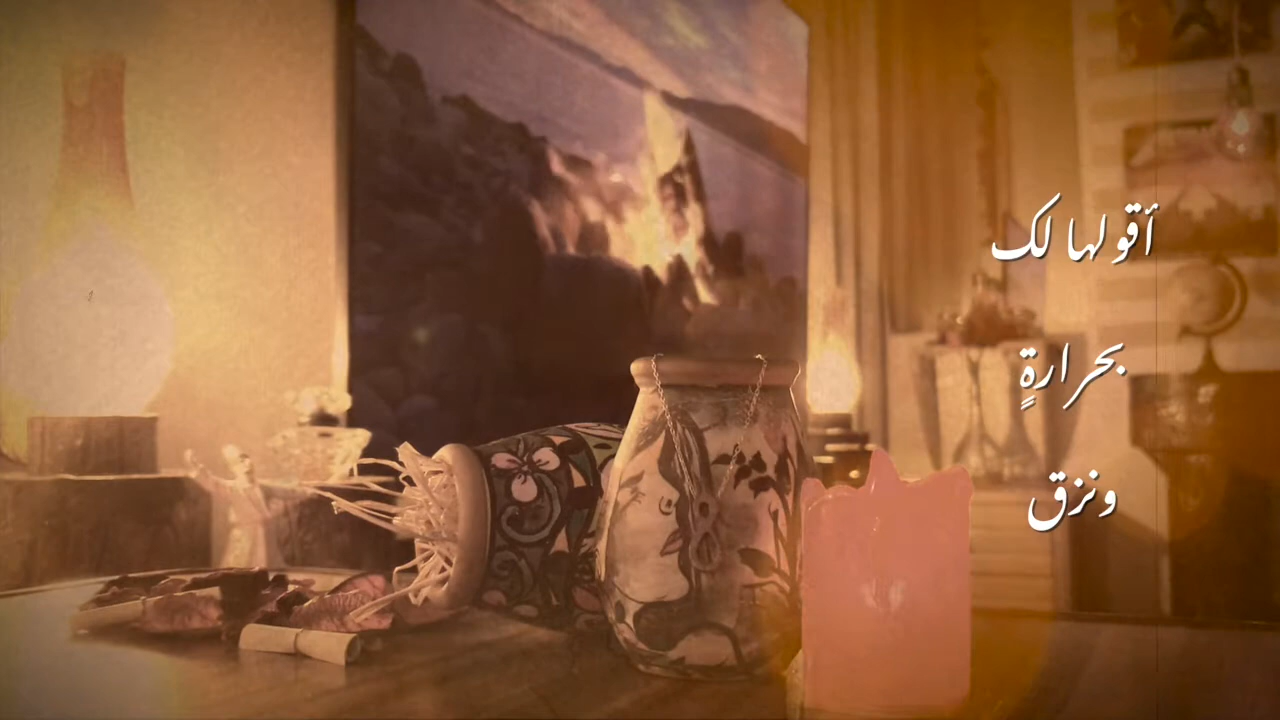 أقولها لك
بحرارةٍ
ونزق